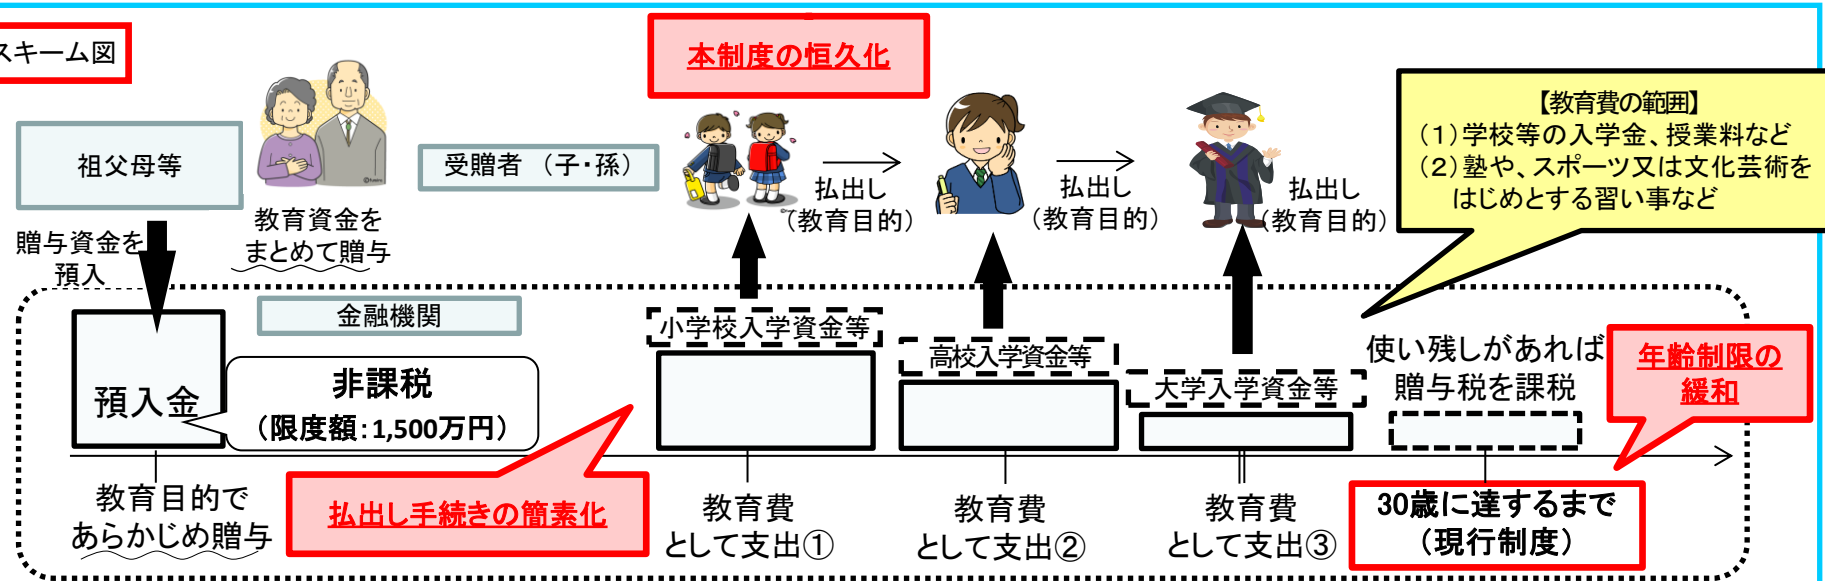 スキーム図
本制度の恒久化
祖父母等
教育資金を
まとめて贈与
受贈者 （子・孫）
払出し
（教育目的）
払出し
（教育目的）
払出し
（教育目的）
【教育費の範囲】
（１）学校等の入学金、授業料など
（２）塾や、スポーツ又は文化芸術を
はじめとする習い事など
贈与資金を
預入
金融機関
預入金
非課税
（限度額：1,500万円）
小学校入学資金等
高校入学資金等
大学入学資金等
使い残しがあれば
贈与税を課税
年齢制限の
緩和
教育目的で
あらかじめ贈与
払出し手続きの簡素化
教育費
として支出①
教育費
として支出②
教育費
として支出③
30歳に達するまで
（現行制度）